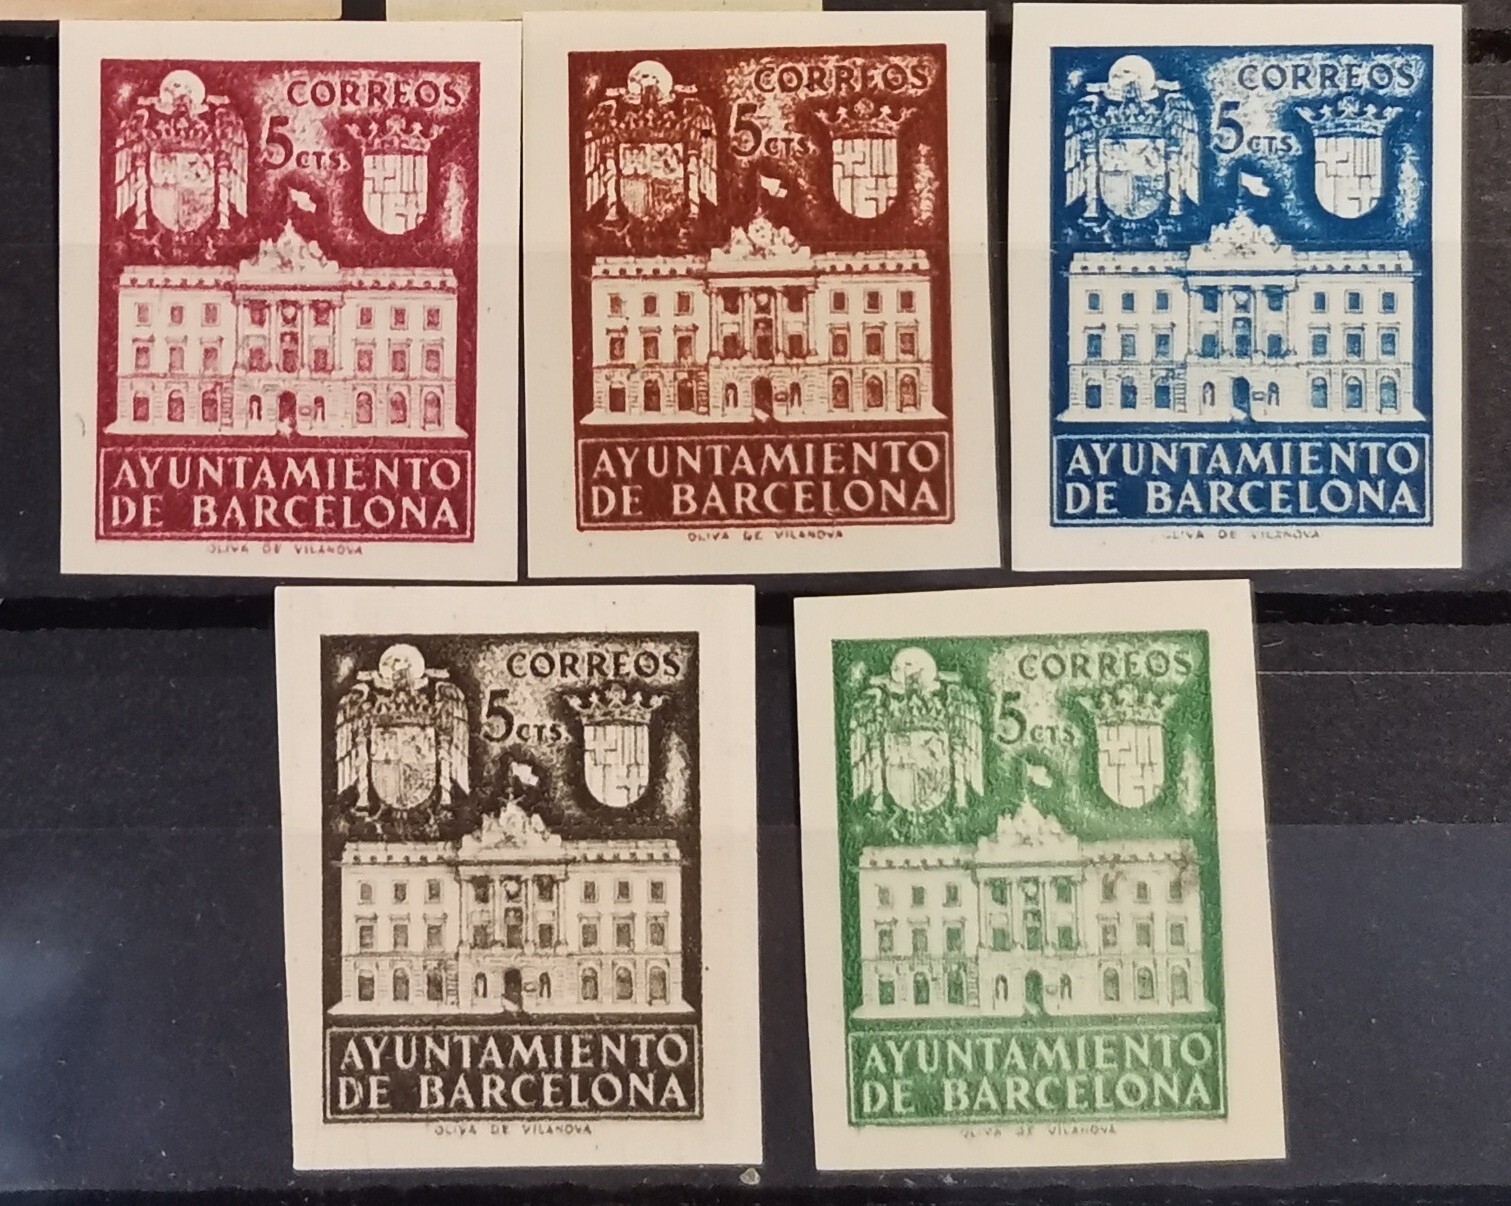 CORREOS
5 CTS.
AYUNTAMIENTO
DE BARCELONA
OLIVA DE VILANOVA
CORREOS
5 CTS.
AYUNTAMIENTO
DE BARCELONA
OLIVA DE VILANOVA
CORREOS
5 CTS.
AYUNTAMIENTO
DE BARCELONA
OLIVA DE VILANOVA
CORREOS
5 CTS.
AYUNTAMIENTO
DE BARCELONA
OLIVA DE VILANOVA
CORREOS
5 CTS.
AYUNTAMIENTO
DE BARCELONA
OLIVA DE VILANOVA